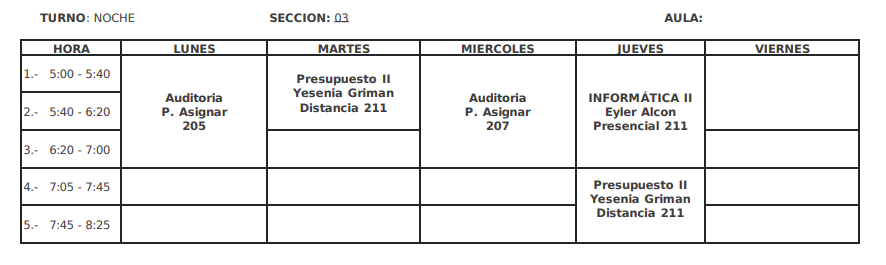 TURNO: NOCHE SECCION: 03 AULA:
HORA LUNES MARTES MIERCOLES JUEVES VIERNES
1.- 5:00 - 5:40
2.- 5:40 - 6:20
3.- 6:20 - 7:00
4.- 7:05 - 7:45
5.- 7:45 - 8:25
Auditoria
P. Asignar
205
Presupuesto II
Yesenia Griman
Distancia 211
Auditoria
P. Asignar
207
INFORMÁTICA II
Eyler Alcon
Presencial 211
Presupuesto II
Yesenia Griman
Distancia 211